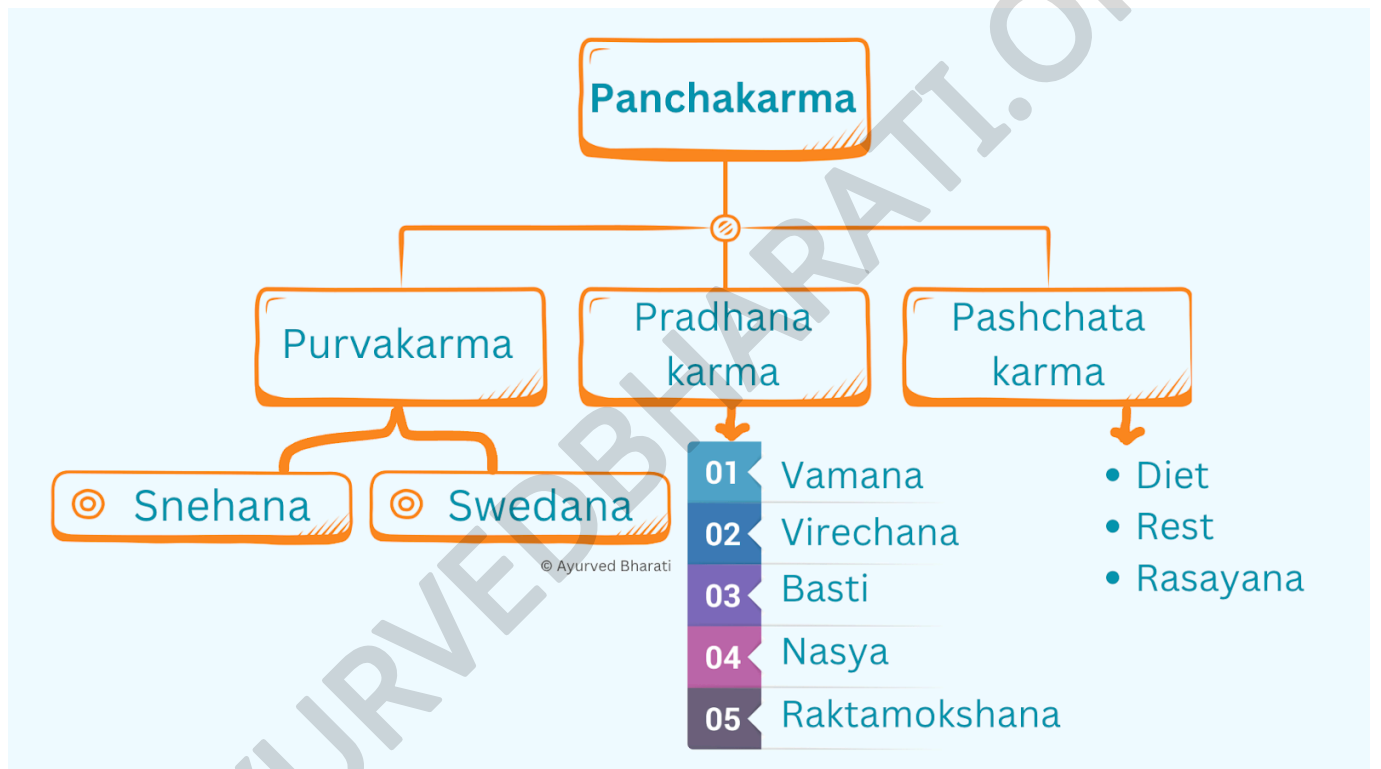 Panchakarma
Purvakarma
Pradhana
karma
Pashchata
karma
Snehana
Swedana
© Ayurved Bharati
01 Vamana
02 Virechana
03 Basti
04 Nasya
05 Raktamokshana
• Diet
• Rest
• Rasayana